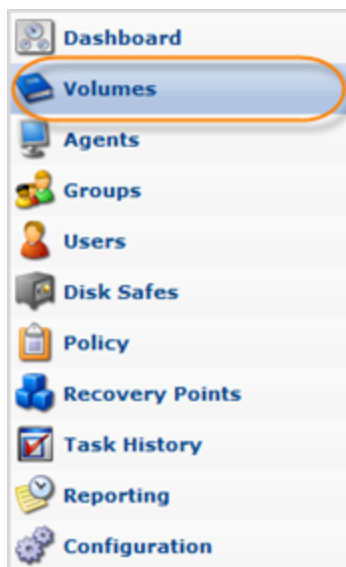 Dashboard
Volumes
Agents
Groups
Users
Disk Safes
Policy
Recovery Points
Task History
Reporting
Configuration